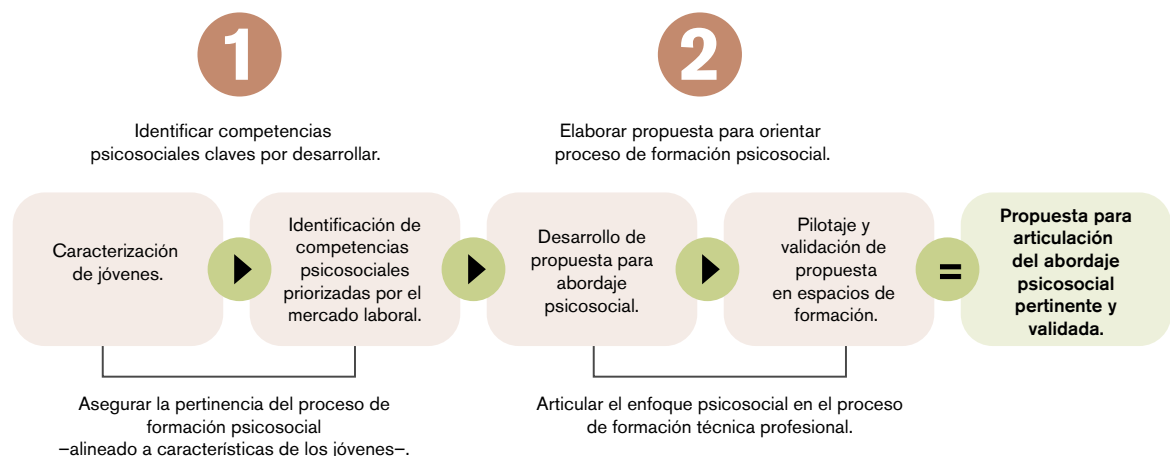 1
Identificar competencias
psicosociales claves por desarrollar.
2
Elaborar propuesta para orientar
proceso de formación psicosocial.
Caracterización
de jóvenes.
Identificación de
competencias
psicosociales
priorizadas por el
mercado laboral.
Desarrollo de
propuesta para
abordaje
psicosocial.
Pilotaje y
validación de
propuesta
en espacios de
formación.
=
Propuesta para
articulación
del abordaje
psicosocial
pertinente y
validada.
Asegurar la pertinencia del proceso de
formación psicosocial
–alineado a características de los jóvenes–.
Articular el enfoque psicosocial en el proceso
de formación técnica profesional.